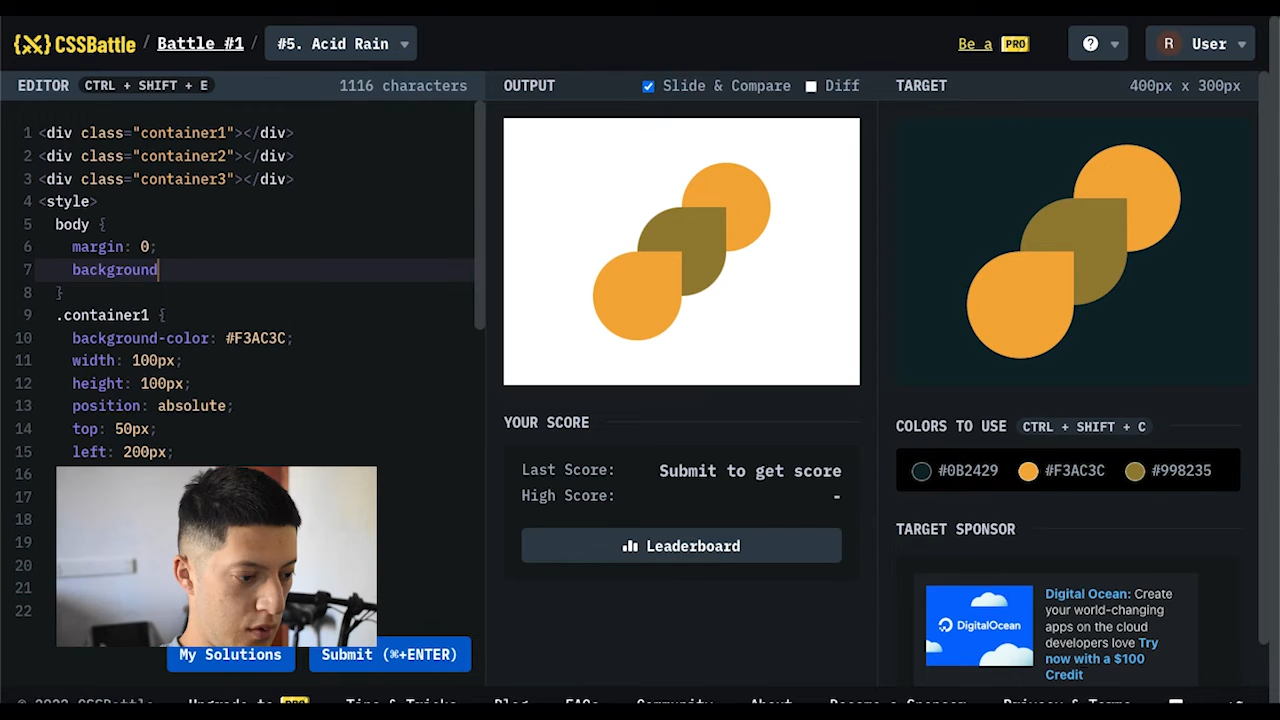 {⚔} CSSBattle / Battle #1 / #5. Acid Rain
Be a PRO
? R User
EDITOR CTRL + SHIFT + E 1116 characters
OUTPUT Slide & Compare Diff
TARGET 400px x 300px
1 <div class="container1"></div>
2 <div class="container2"></div>
3 <div class="container3"></div>
4 <style>
5 body {
6 margin: 0;
7 background
8 }
9 .container1 {
10 background-color: #F3AC3C;
11 width: 100px;
12 height: 100px;
13 position: absolute;
14 top: 50px;
15 left: 200px;
16
17
18
19
20
21
22
My Solutions Submit (⌘+ENTER)
YOUR SCORE
Last Score: Submit to get score
High Score: -
Leaderboard
COLORS TO USE CTRL + SHIFT + C
#0B2429 #F3AC3C #998235
TARGET SPONSOR
DigitalOcean
Digital Ocean: Create
your world-changing
apps on the cloud
developers love Try
now with a $100
Credit